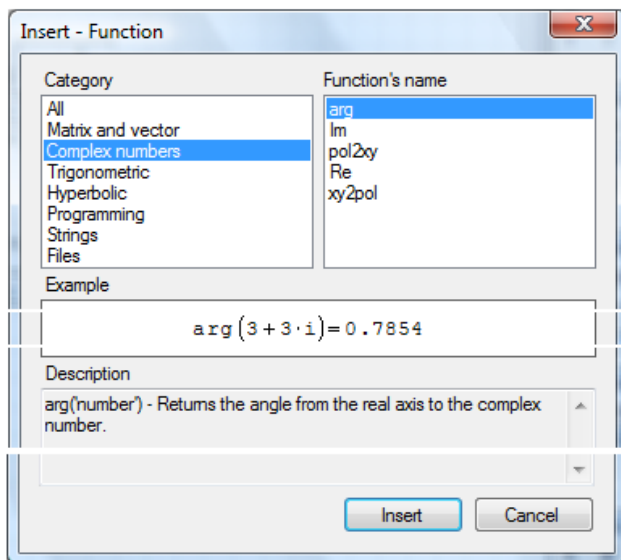 Insert - Function
Category
Function's name
All
Matrix and vector
Complex numbers
Trigonometric
Hyperbolic
Programming
Strings
Files
arg
Im
pol2xy
Re
xy2pol
Example
arg(3+3·i)=0.7854
Description
arg('number') - Returns the angle from the real axis to the complex
number.
Insert
Cancel